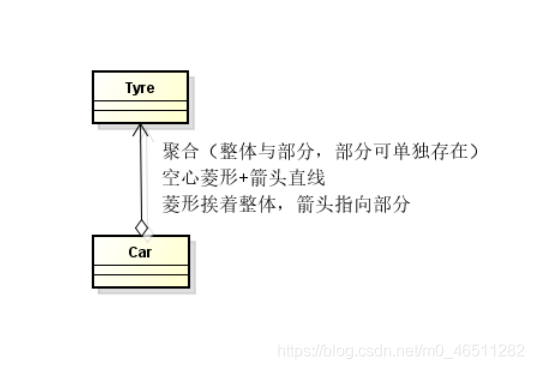 Tyre
聚合（整体与部分，部分可单独存在）
空心菱形+箭头直线
菱形挨着整体，箭头指向部分
Car
https://blog.csdn.net/m0_46511282